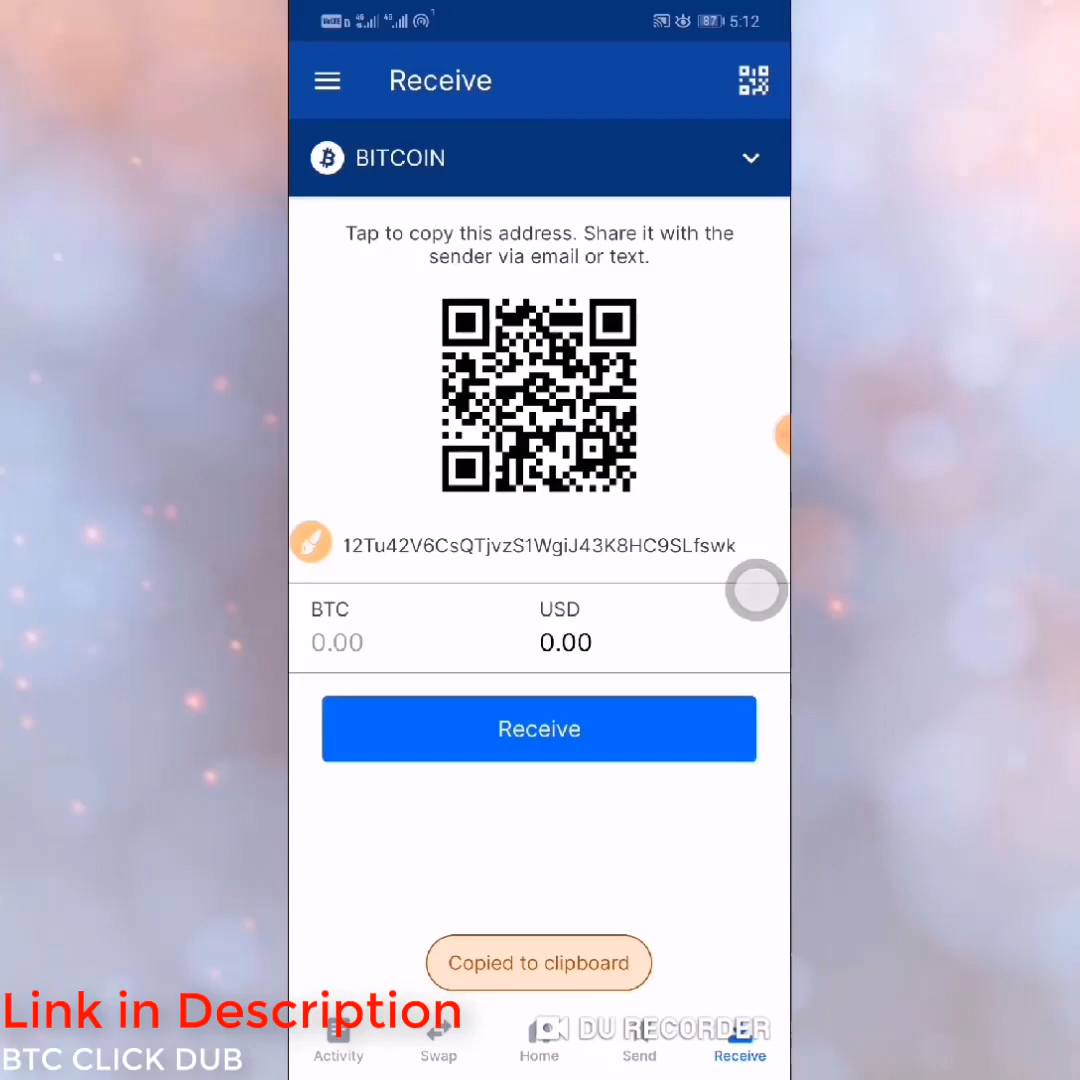 5:12
87
Receive
BITCOIN
Tap to copy this address. Share it with the
sender via email or text.
12Tu42V6CsQTjvzS1WgiJ43K8HC9SLfswk
BTC
USD
0.00
0.00
Receive
Copied to clipboard
Link in Description
DU RECORDER
BTC CLICK DUB
Activity
Swap
Home
Send
Receive